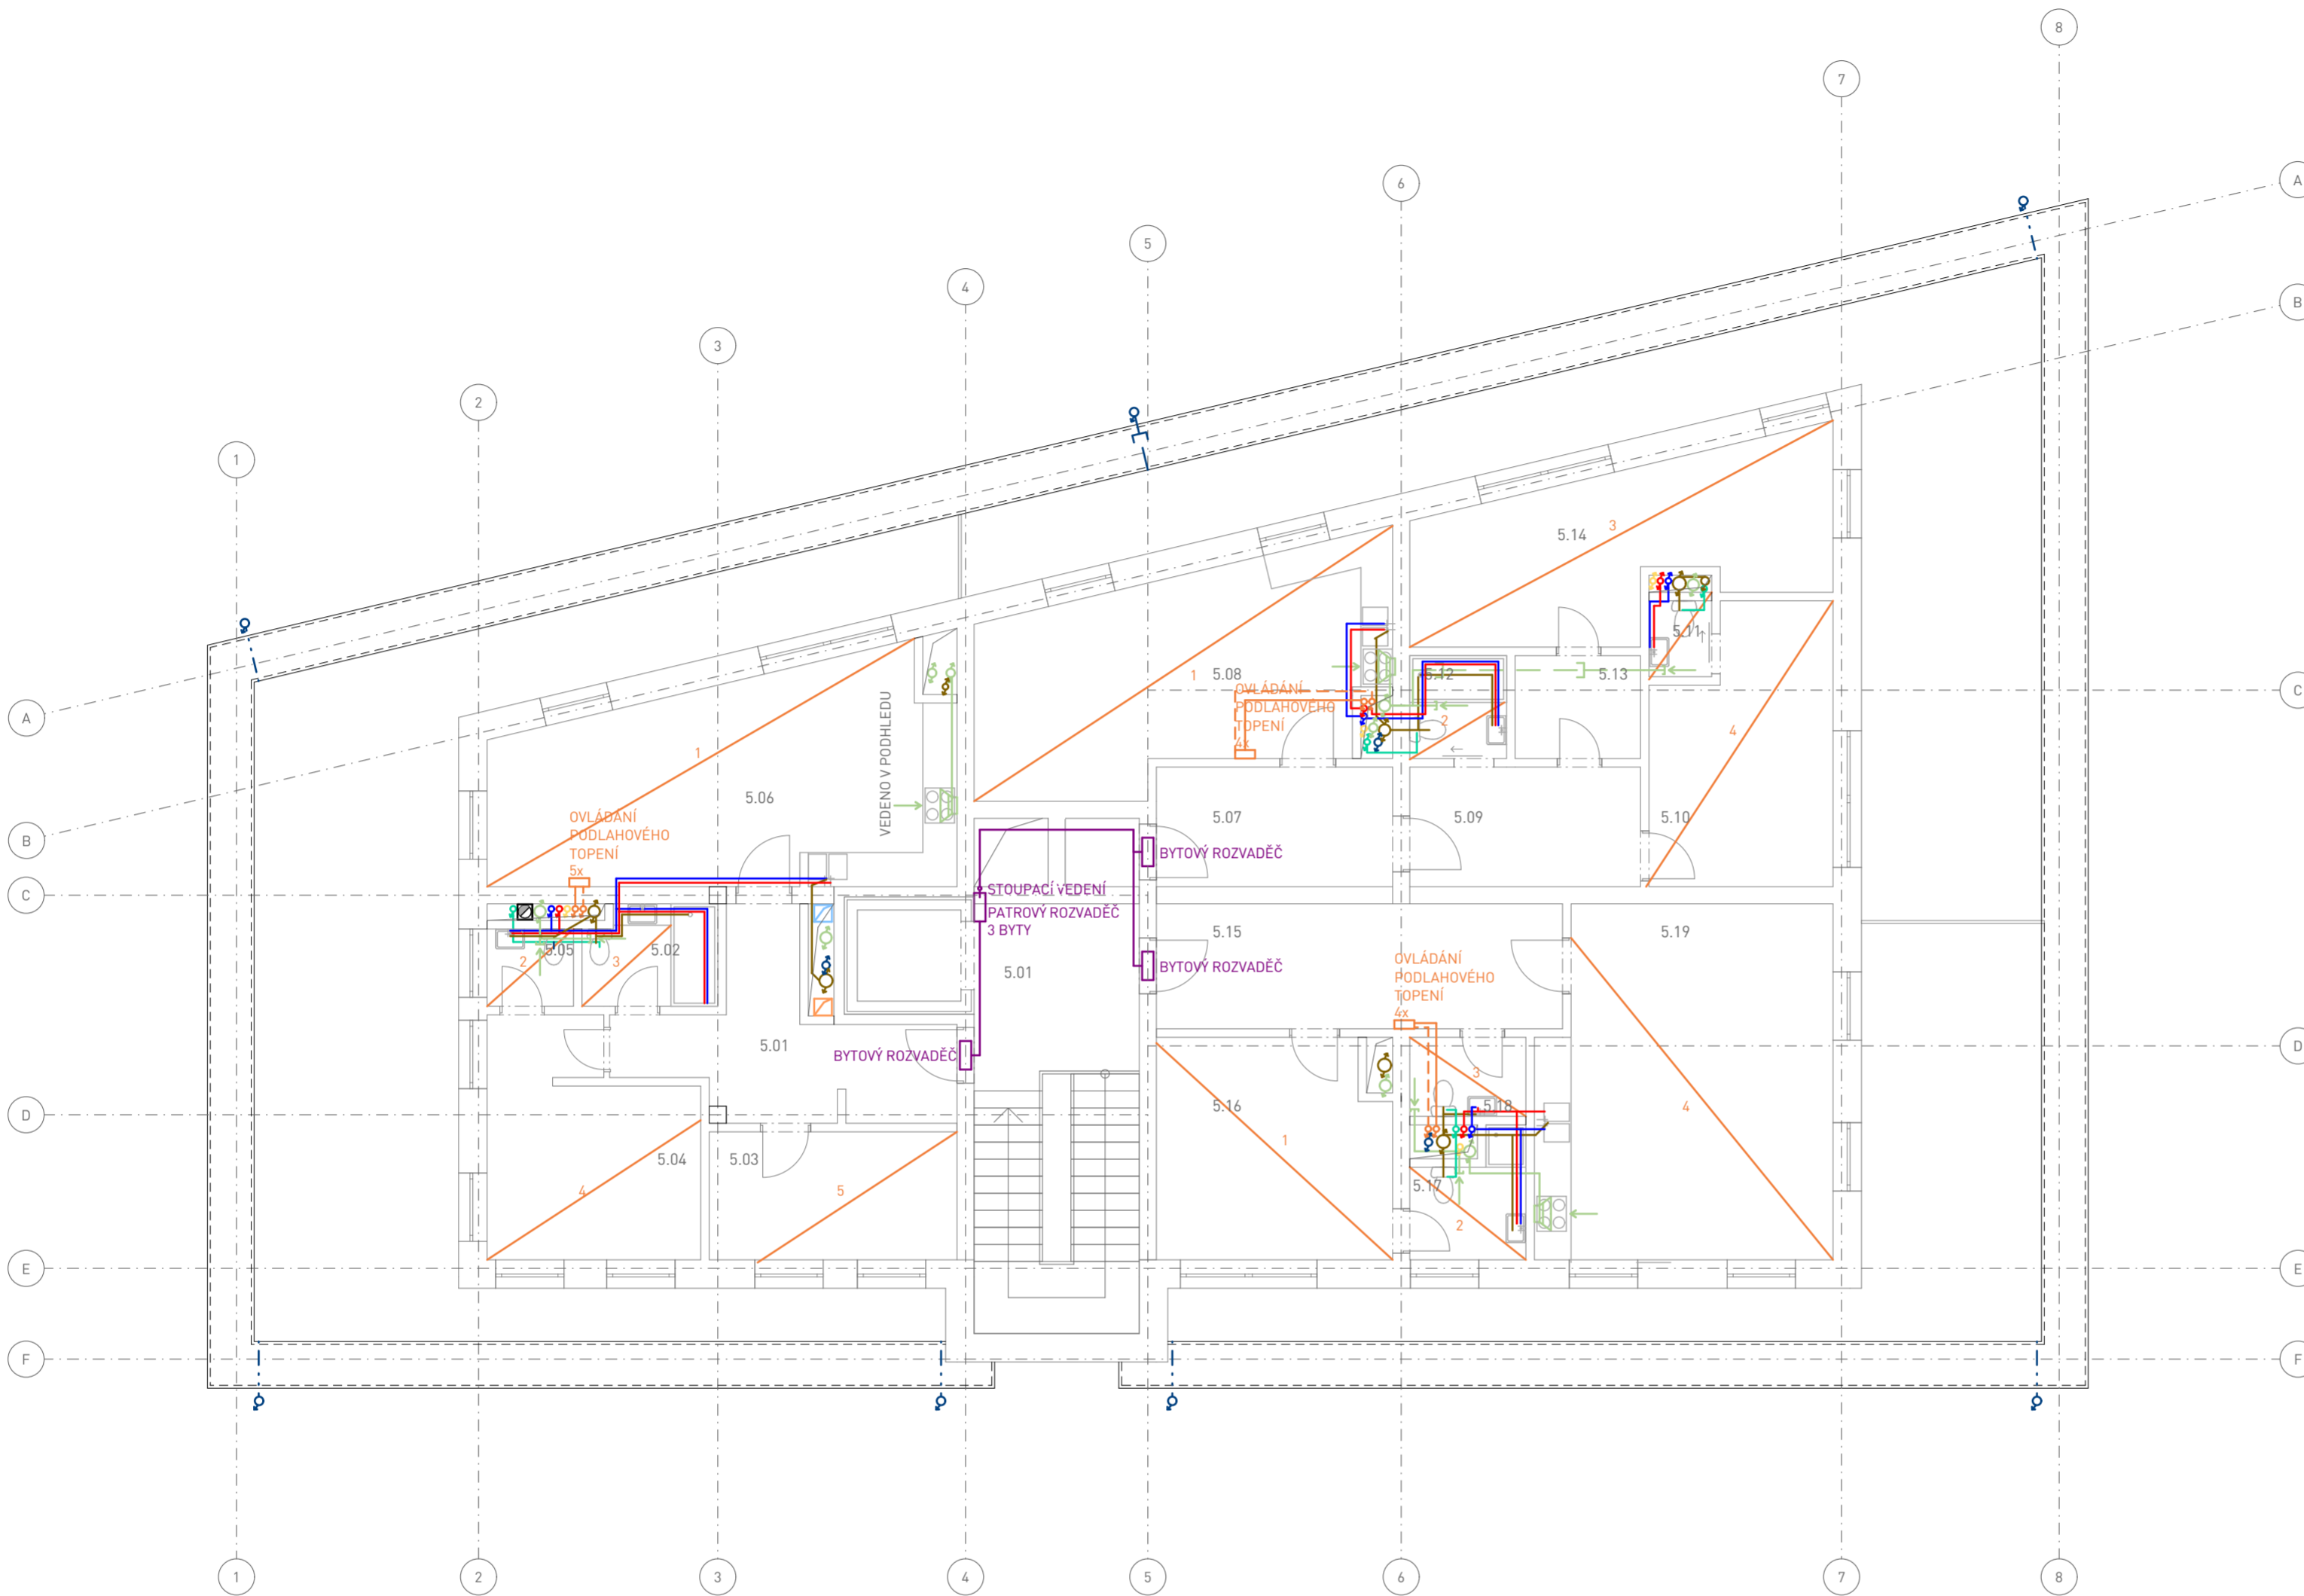 8
7
A
6
5
4
B
3
2
1
5.14
3
5.11
5.08
1
5.12
5.13
C
OVLÁDÁNÍ
PODLAHOVÉHO
TOPENÍ
4x
2
4
A
1
VEDENO V PODHLEDU
5.06
OVLÁDÁNÍ
PODLAHOVÉHO
TOPENÍ
5x
5.07
5.09
5.10
B
BYTOVÝ ROZVADĚČ
C
STOUPACÍ VEDENÍ
PATROVÝ ROZVADĚČ
3 BYTY
5.15
5.19
5.05
5.02
2
3
5.01
BYTOVÝ ROZVADĚČ
OVLÁDÁNÍ
PODLAHOVÉHO
TOPENÍ
4x
5.01
BYTOVÝ ROZVADĚČ
D
3
D
5.16
5.18
4
1
5.04
5.03
4
5
5.17
2
E
E
F
F
1
2
3
4
5
6
7
8